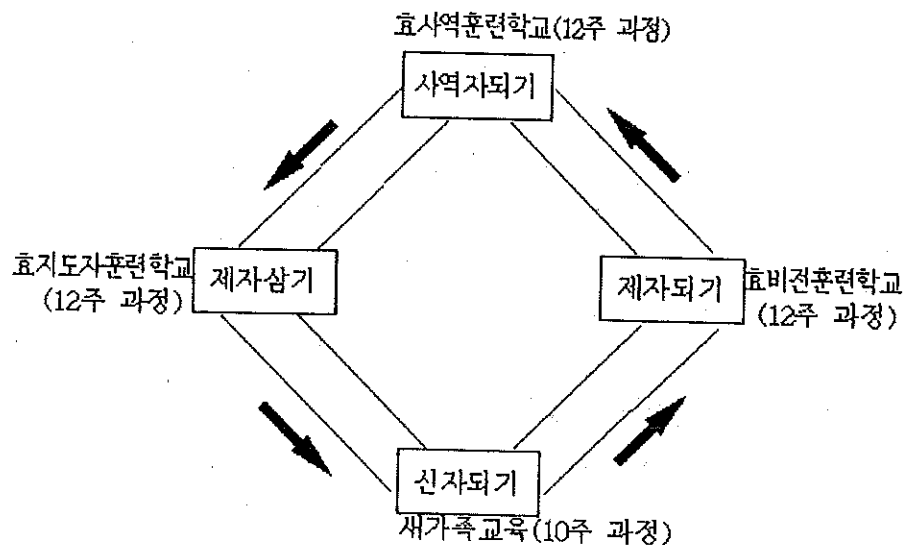 효사역훈련학교(12주 과정)
사역자되기
효지도자훈련학교
(12주 과정)
제자삼기
제자되기
효비전훈련학교
(12주 과정)
신자되기
새가족교육(10주 과정)